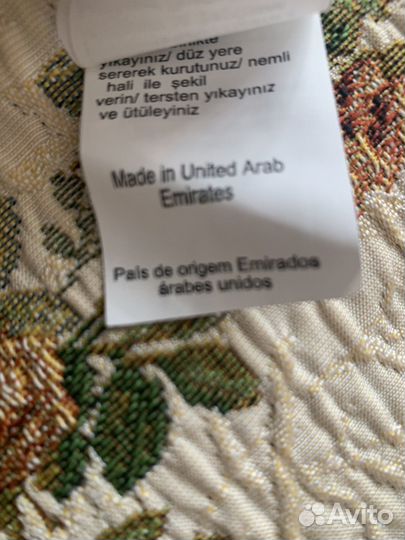 yıkayınız/ düz yere
sererek kurutunuz/ nemli
hali ile şekil
verin/ tersten yıkayınız
ve ütüleyiniz
Made in United Arab
Emirates
País de origem Emirados
árabes unidos
Avito